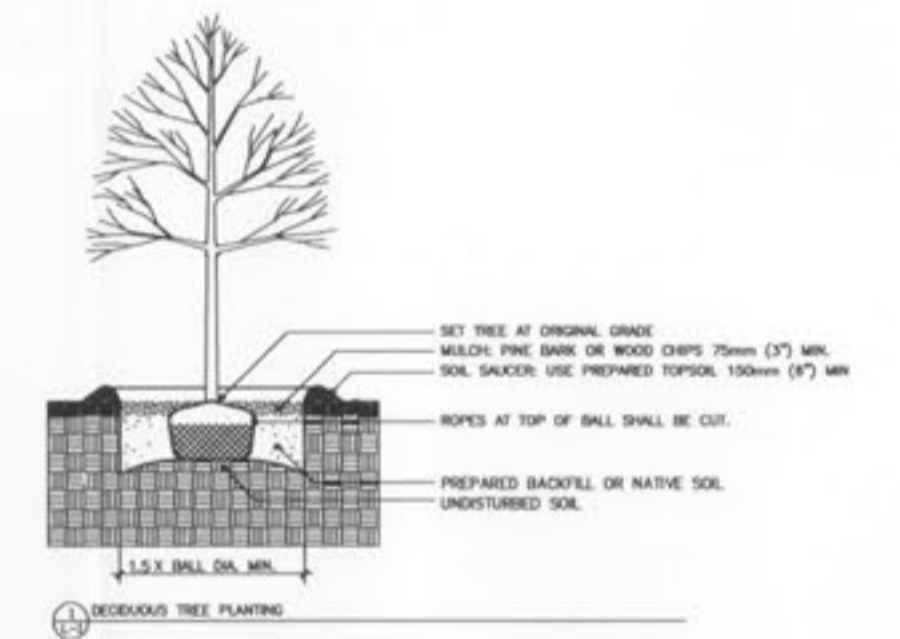 SET TREE AT ORIGINAL GRADE
MULCH: PINE BARK OR WOOD CHIPS 75mm (3") MIN.
SOIL SAUCER: USE PREPARED TOPSOIL 150mm (6") MIN
ROPES AT TOP OF BALL SHALL BE CUT.
PREPARED BACKFILL OR NATIVE SOIL
UNDISTURBED SOIL
1.5 X BALL DIA. MIN.
1
L-1
DECIDUOUS TREE PLANTING